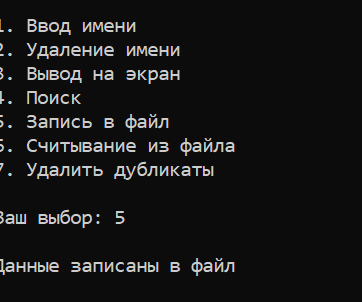 1. Ввод имени
2. Удаление имени
3. Вывод на экран
4. Поиск
5. Запись в файл
6. Считывание из файла
7. Удалить дубликаты
Ваш выбор: 5
Данные записаны в файл